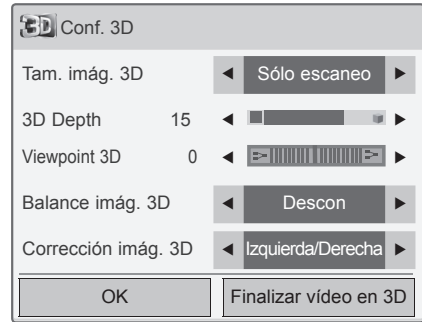 3D Conf. 3D
Tam. imág. 3D Sólo escaneo
3D Depth 15
Viewpoint 3D 0
Balance imág. 3D Descon
Corrección imág. 3D Izquierda/Derecha
OK Finalizar vídeo en 3D